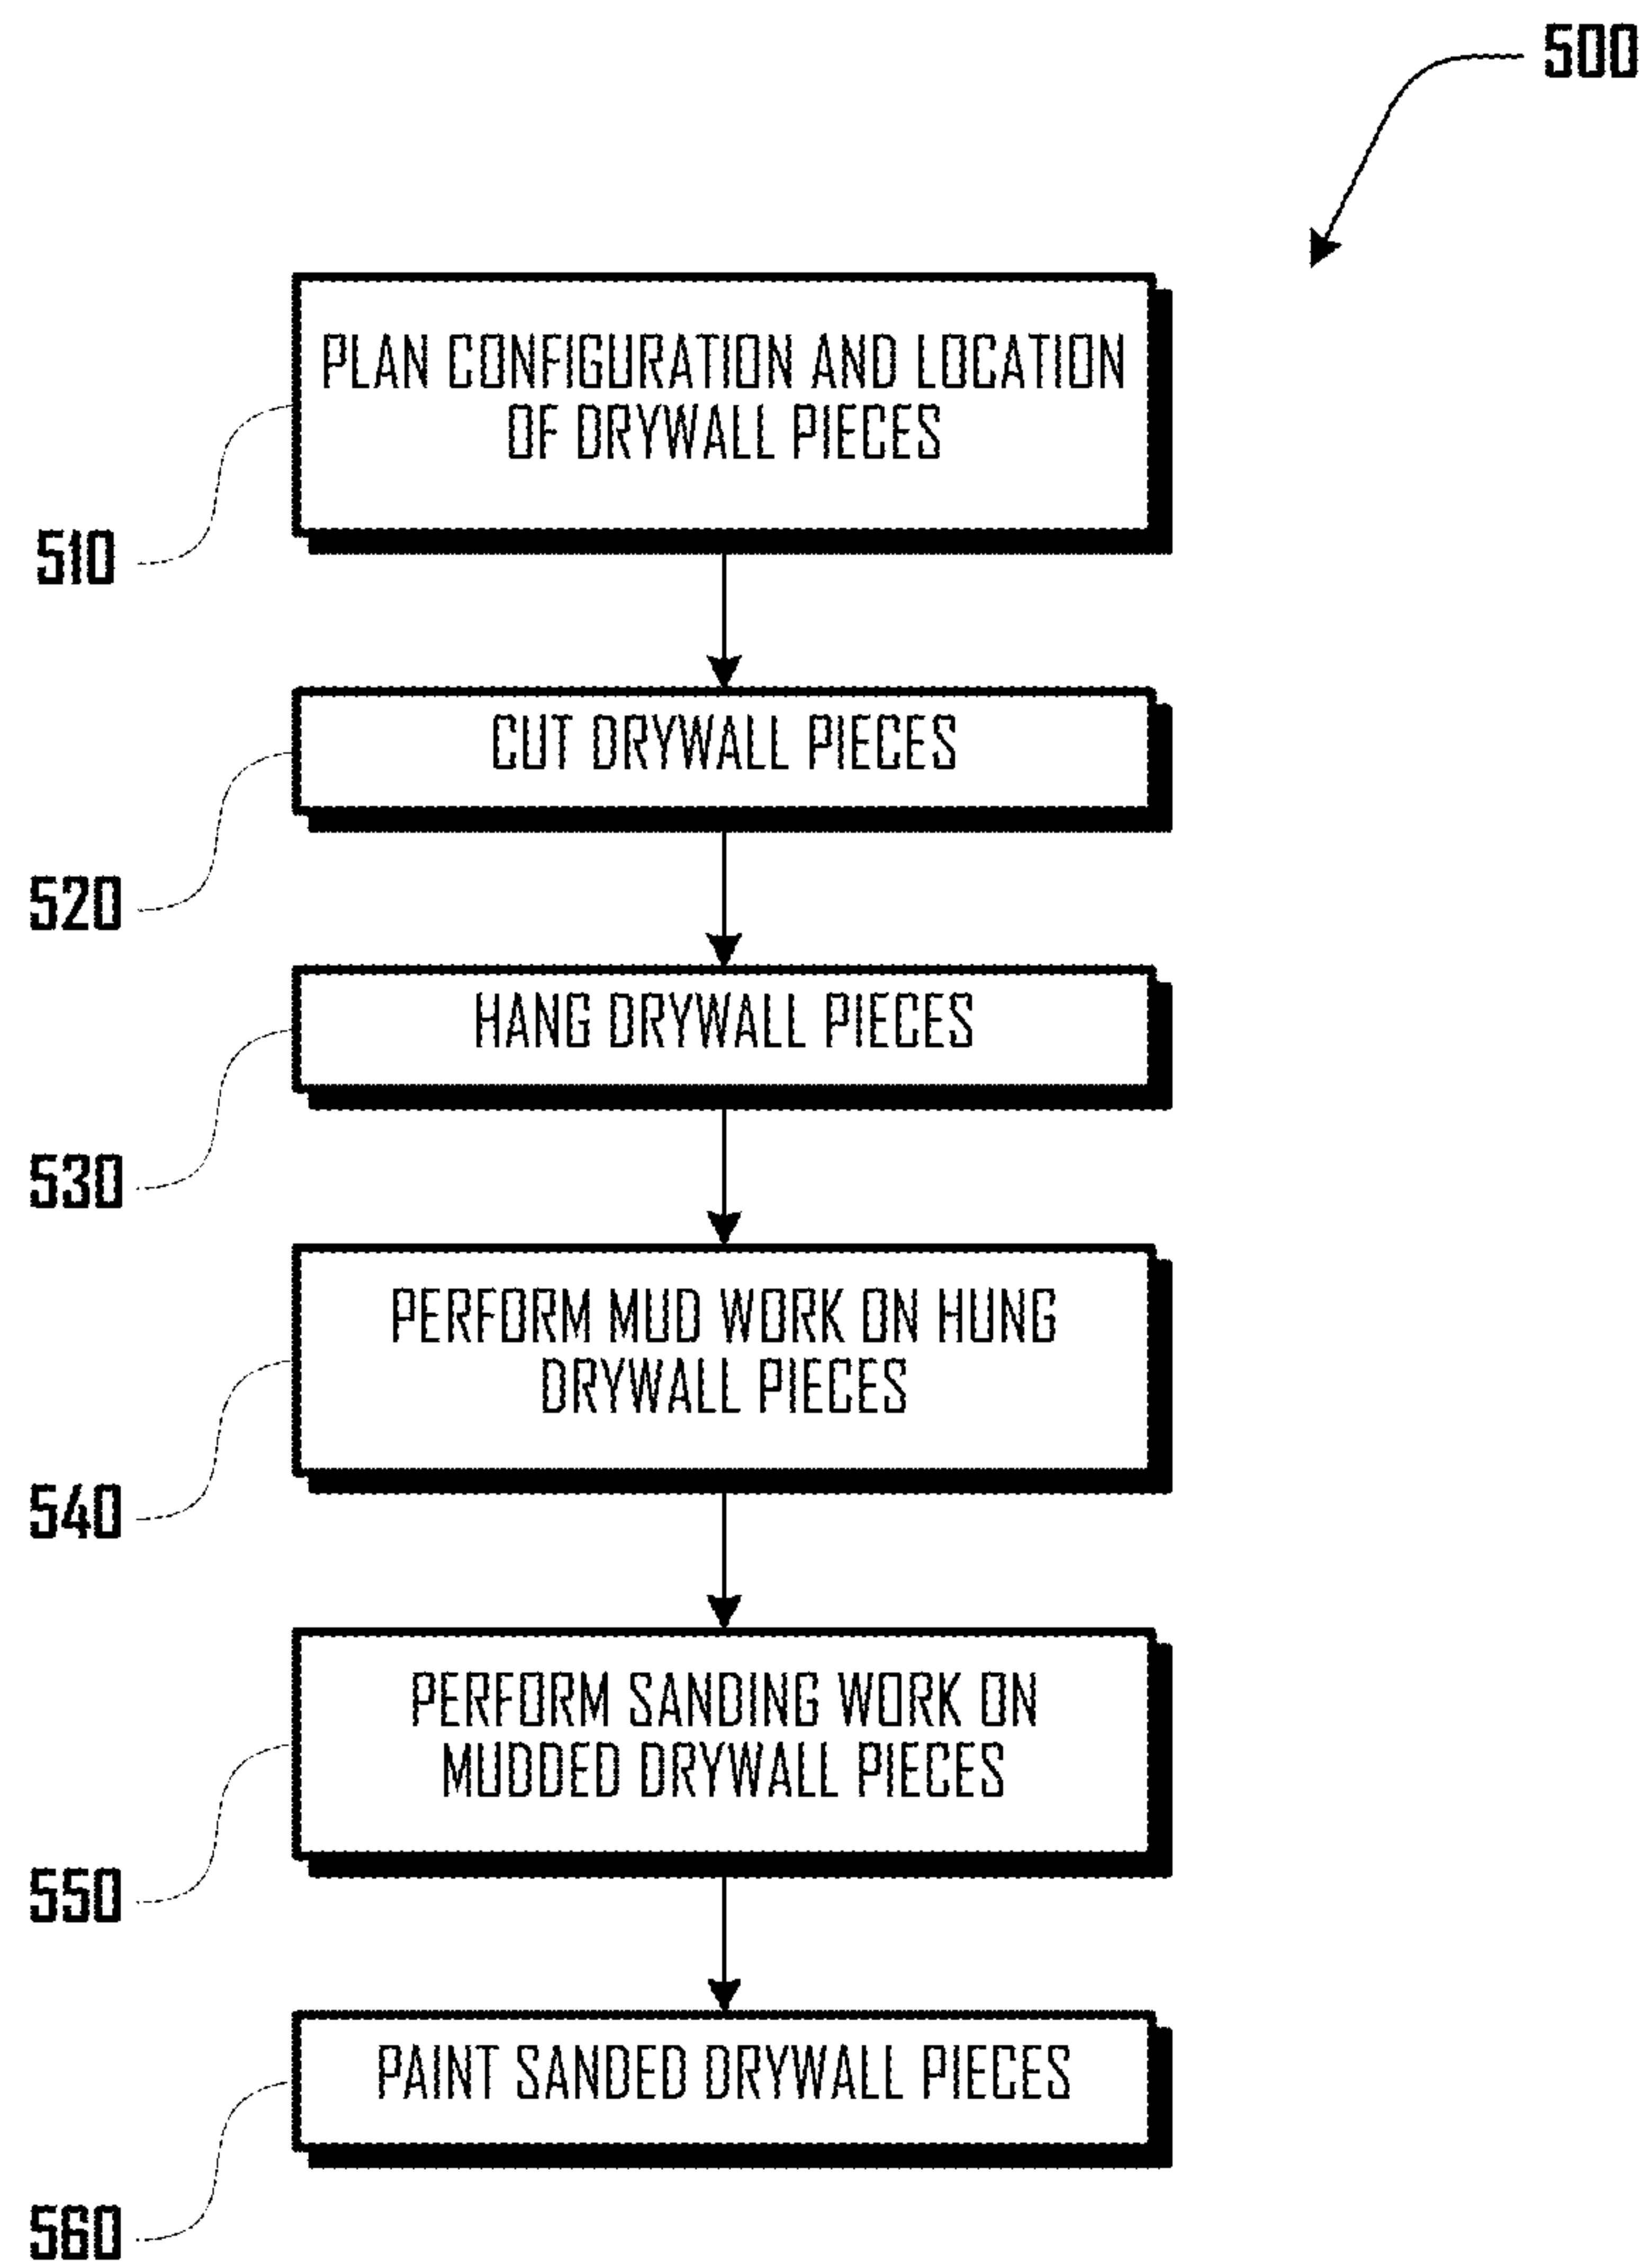 500
PLAN CONFIGURATION AND LOCATION
OF DRYWALL PIECES
510
CUT DRYWALL PIECES
520
HANG DRYWALL PIECES
530
PERFORM MUD WORK ON HUNG
DRYWALL PIECES
540
PERFORM SANDING WORK ON
MUDDED DRYWALL PIECES
550
PAINT SANDED DRYWALL PIECES
560